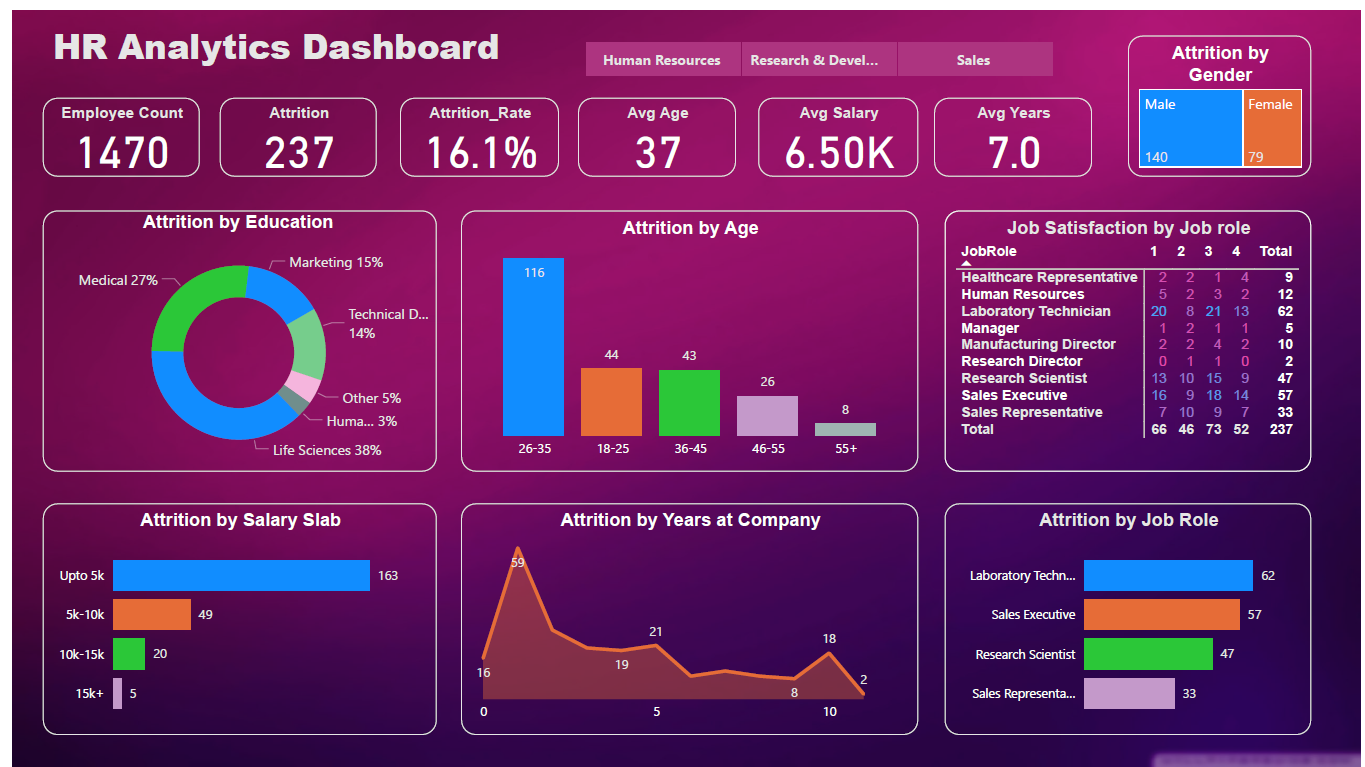 HR Analytics Dashboard
Human Resources
Research & Devel...
Sales
Attrition by
Gender
Male
Female
140
79
Employee Count
1470
Attrition
237
Attrition_Rate
16.1%
Avg Age
37
Avg Salary
6.50K
Avg Years
7.0
Attrition by Education
Marketing 15%
Medical 27%
Technical D...
14%
Other 5%
Huma... 3%
Life Sciences 38%
Attrition by Age
116
44
43
26
8
26-35
18-25
36-45
46-55
55+
Job Satisfaction by Job role
JobRole 1 2 3 4 Total
Healthcare Representative 2 2 1 4 9
Human Resources 5 2 3 2 12
Laboratory Technician 20 8 21 13 62
Manager 1 2 1 1 5
Manufacturing Director 2 2 4 2 10
Research Director 0 1 1 0 2
Research Scientist 13 10 15 9 47
Sales Executive 16 9 18 14 57
Sales Representative 7 10 9 7 33
Total 66 46 73 52 237
Attrition by Salary Slab
Upto 5k 163
5k-10k 49
10k-15k 20
15k+ 5
Attrition by Years at Company
59
16
19
21
8
18
2
0 5 10
Attrition by Job Role
Laboratory Techn... 62
Sales Executive 57
Research Scientist 47
Sales Representa... 33